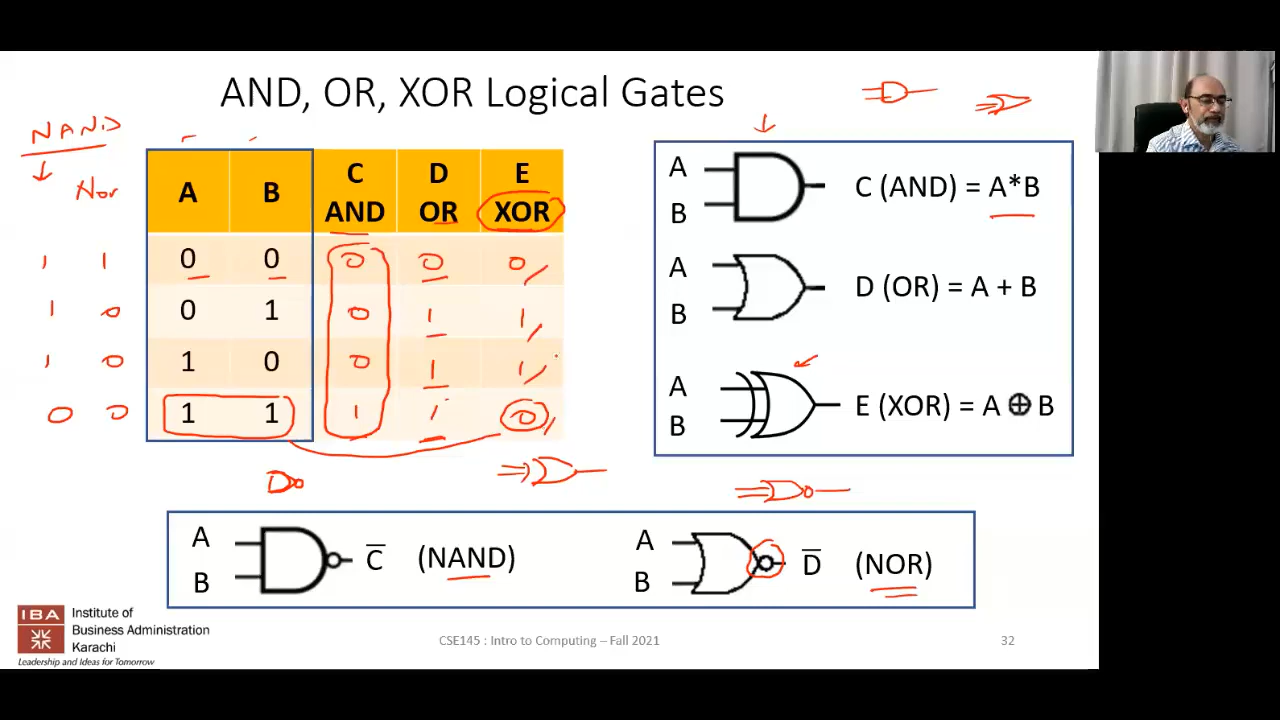 AND, OR, XOR Logical Gates
NAND
Nor
A B C D E
AND OR XOR
1 1 0 0 0 0 0
1 0 0 1 0 1 1
1 0 1 0 0 1 1
0 0 1 1 1 1 0
A
B
C (AND) = A*B
A
B
D (OR) = A + B
A
B
E (XOR) = A ⊕ B
A
B
C̅ (NAND)
A
B
D̅ (NOR)
IBA
Institute of
Business Administration
Karachi
Leadership and Ideas for Tomorrow
CSE145 : Intro to Computing – Fall 2021
32